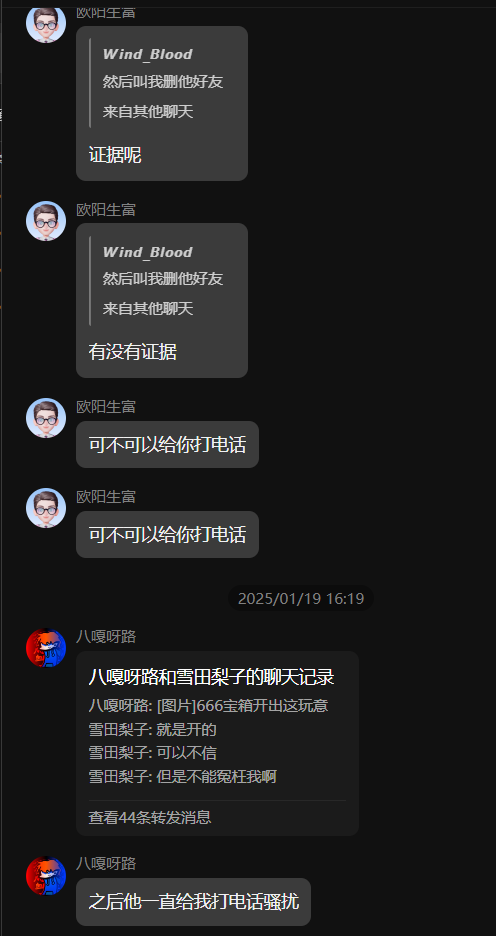 欧阳生富
Wind_Blood
然后叫我删他好友
来自其他聊天
证据呢
欧阳生富
Wind_Blood
然后叫我删他好友
来自其他聊天
有没有证据
欧阳生富
可不可以给你打电话
欧阳生富
可不可以给你打电话
2025/01/19 16:19
八嘎呀路
八嘎呀路和雪田梨子的聊天记录
八嘎呀路: [图片]666宝箱开出这玩意
雪田梨子: 就是开的
雪田梨子: 可以不信
雪田梨子: 但是不能冤枉我啊
查看44条转发消息
八嘎呀路
之后他一直给我打电话骚扰